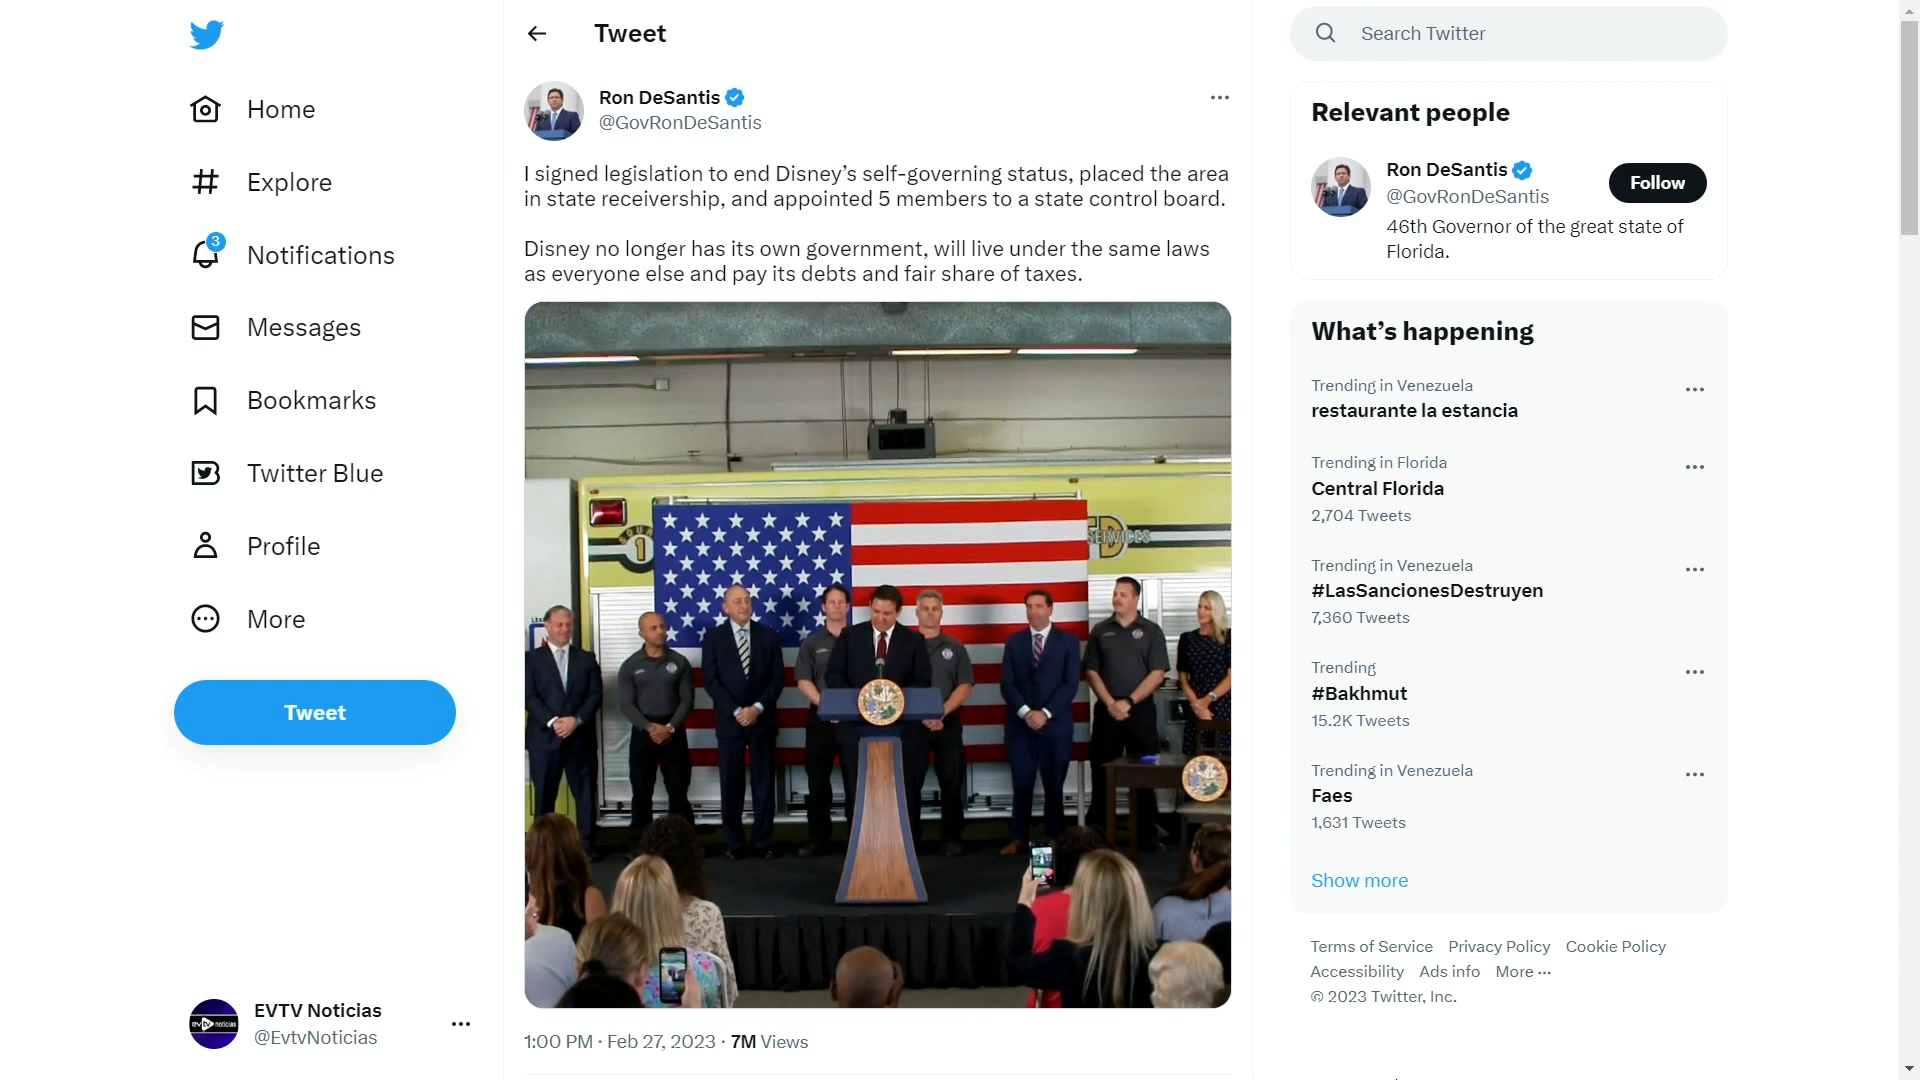 Home
Explore
3
Notifications
Messages
Bookmarks
Twitter Blue
Profile
More
Tweet
EVTV Noticias
@EvtvNoticias
Tweet
Ron DeSantis
@GovRonDeSantis
I signed legislation to end Disney’s self-governing status, placed the area
in state receivership, and appointed 5 members to a state control board.
Disney no longer has its own government, will live under the same laws
as everyone else and pay its debts and fair share of taxes.
1
SERVICES
1:00 PM · Feb 27, 2023 · 7M Views
Search Twitter
Relevant people
Ron DeSantis
@GovRonDeSantis
Follow
46th Governor of the great state of
Florida.
What’s happening
Trending in Venezuela
restaurante la estancia
Trending in Florida
Central Florida
2,704 Tweets
Trending in Venezuela
#LasSancionesDestruyen
7,360 Tweets
Trending
#Bakhmut
15.2K Tweets
Trending in Venezuela
Faes
1,631 Tweets
Show more
Terms of Service Privacy Policy Cookie Policy
Accessibility Ads info More ···
© 2023 Twitter, Inc.